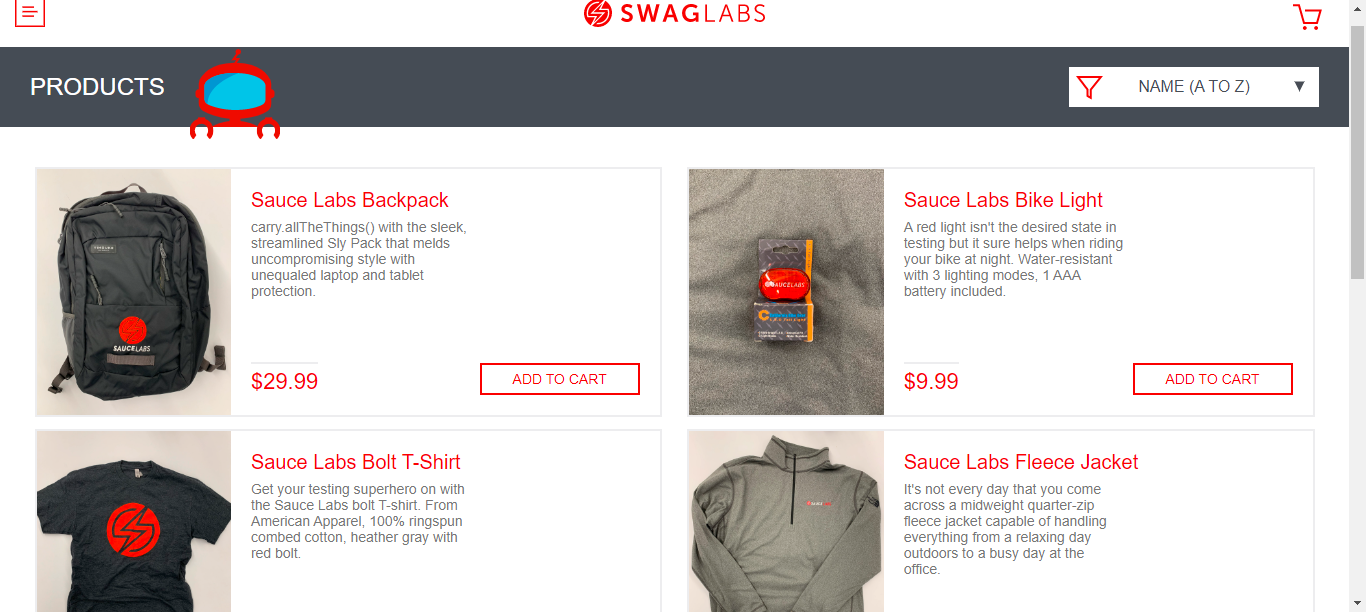 SWAGLABS
PRODUCTS
NAME (A TO Z)
Sauce Labs Backpack
carry.allTheThings() with the sleek,
streamlined Sly Pack that melds
uncompromising style with
unequaled laptop and tablet
protection.
$29.99
ADD TO CART
SAUCELABS
Sauce Labs Bike Light
A red light isn't the desired state in
testing but it sure helps when riding
your bike at night. Water-resistant
with 3 lighting modes, 1 AAA
battery included.
$9.99
ADD TO CART
SAUCELABS
Sauce Labs Bolt T-Shirt
Get your testing superhero on with
the Sauce Labs bolt T-shirt. From
American Apparel, 100% ringspun
combed cotton, heather gray with
red bolt.
Sauce Labs Fleece Jacket
It's not every day that you come
across a midweight quarter-zip
fleece jacket capable of handling
everything from a relaxing day
outdoors to a busy day at the
office.